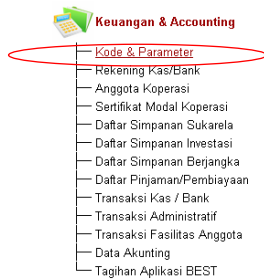 Keuangan & Accounting
Kode & Parameter
Rekening Kas/Bank
Anggota Koperasi
Sertifikat Modal Koperasi
Daftar Simpanan Sukarela
Daftar Simpanan Investasi
Daftar Simpanan Berjangka
Daftar Pinjaman/Pembiayaan
Transaksi Kas / Bank
Transaksi Administratif
Transaksi Fasilitas Anggota
Data Akunting
Tagihan Aplikasi BEST